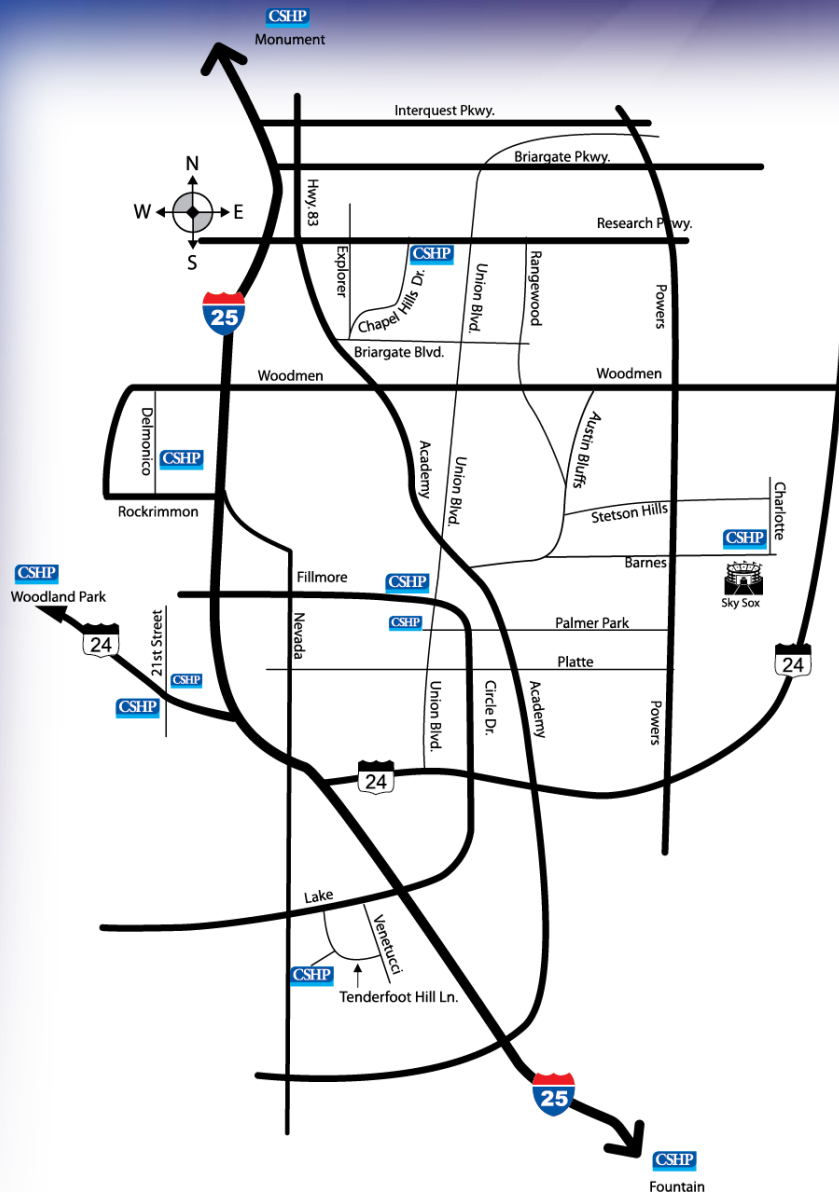 CSHP
Monument
Interquest Pkwy.
Briargate Pkwy.
N
W
E
S
Hwy. 83
Research Pkwy.
Explorer
CSHP
Chapel Hills Dr.
Union Blvd.
Rangewood
Powers
25
Briargate Blvd.
Woodmen
Woodmen
Delmonico
CSHP
Academy
Union Blvd.
Austin Bluffs
Rockrimmon
Stetson Hills
Charlotte
CSHP
Barnes
Sky Sox
CSHP
Woodland Park
Fillmore
CSHP
24
21st Street
Nevada
CSHP
Palmer Park
Platte
24
CSHP
CSHP
Union Blvd.
Circle Dr.
Academy
Powers
24
Lake
Venetucci
CSHP
Tenderfoot Hill Ln.
25
CSHP
Fountain